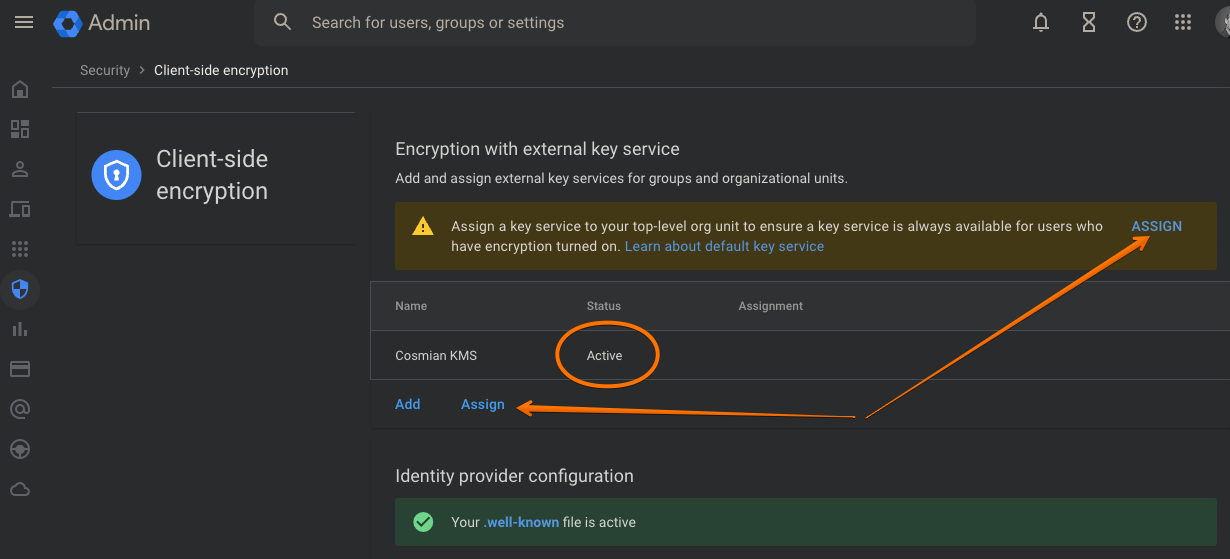 Admin
Search for users, groups or settings
Security > Client-side encryption
Client-side
encryption
Encryption with external key service
Add and assign external key services for groups and organizational units.
Assign a key service to your top-level org unit to ensure a key service is always available for users who
have encryption turned on. Learn about default key service
ASSIGN
Name Status Assignment
Cosmian KMS Active
Add Assign
Identity provider configuration
Your .well-known file is active